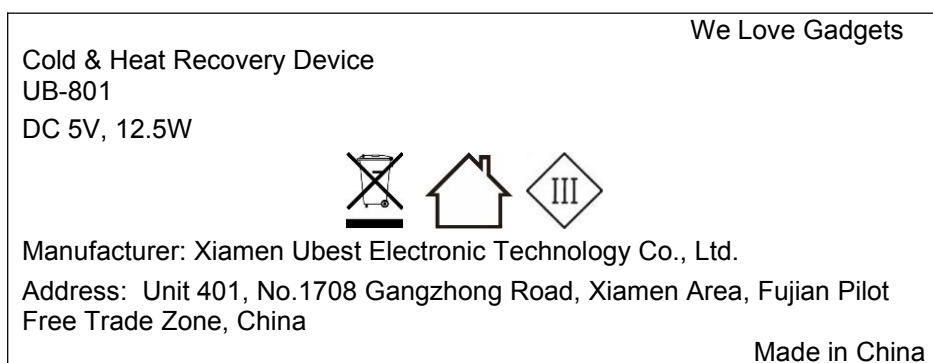 We Love Gadgets
Cold & Heat Recovery Device
UB-801
DC 5V, 12.5W
III
Manufacturer: Xiamen Ubest Electronic Technology Co., Ltd.
Address: Unit 401, No.1708 Gangzhong Road, Xiamen Area, Fujian Pilot
Free Trade Zone, China
Made in China